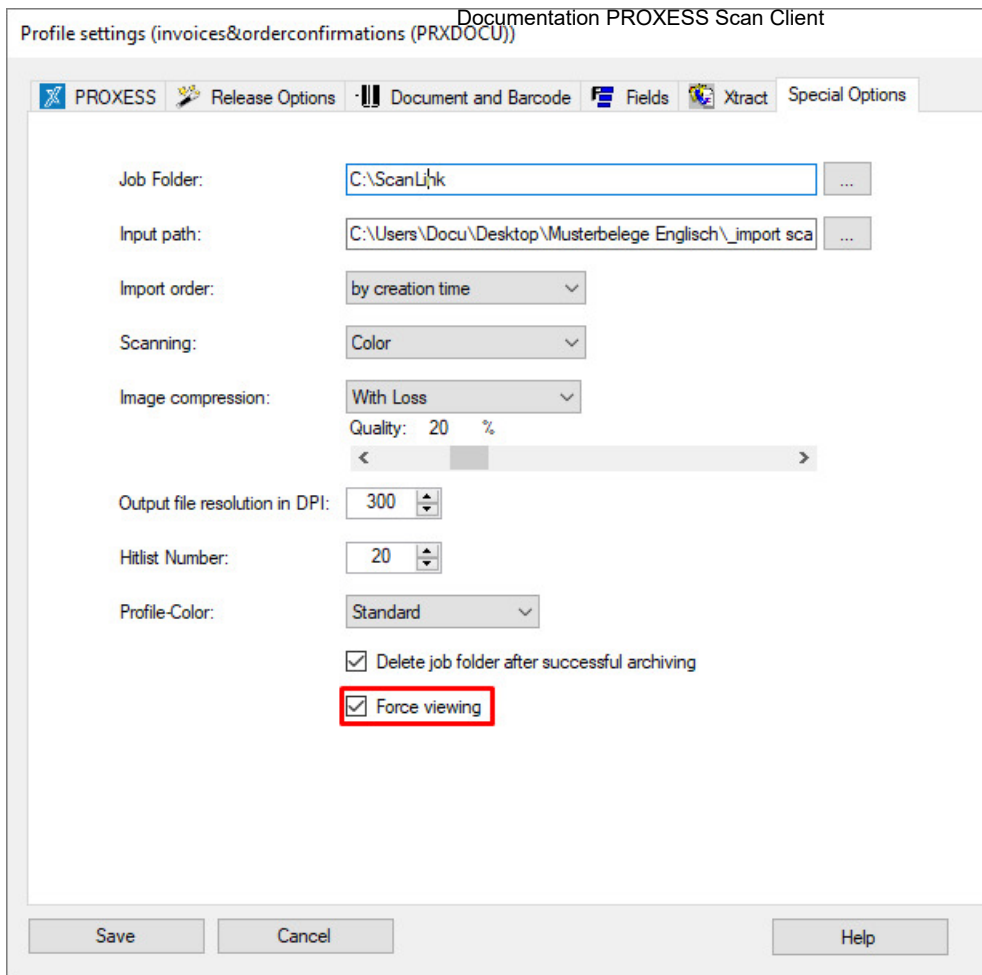 Documentation PROXESS Scan Client
Profile settings (invoices&orderconfirmations (PRXDOCU))
PROXESS Release Options Document and Barcode Fields Xtract Special Options
Job Folder: C:\ScanLink ...
Input path: C:\Users\Docu\Desktop\Musterbelege Englisch\_import sca ...
Import order: by creation time
Scanning: Color
Image compression: With Loss
Quality: 20 %
Output file resolution in DPI: 300
Hitlist Number: 20
Profile-Color: Standard
Delete job folder after successful archiving
Force viewing
Save Cancel Help